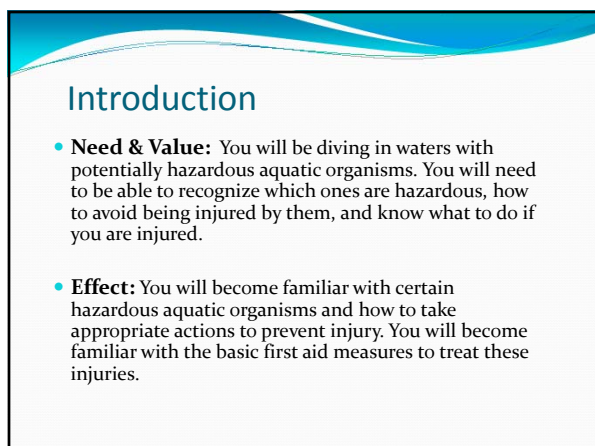 Introduction
• Need & Value: You will be diving in waters with
potentially hazardous aquatic organisms. You will need
to be able to recognize which ones are hazardous, how
to avoid being injured by them, and know what to do if
you are injured.
• Effect: You will become familiar with certain
hazardous aquatic organisms and how to take
appropriate actions to prevent injury. You will become
familiar with the basic first aid measures to treat these
injuries.